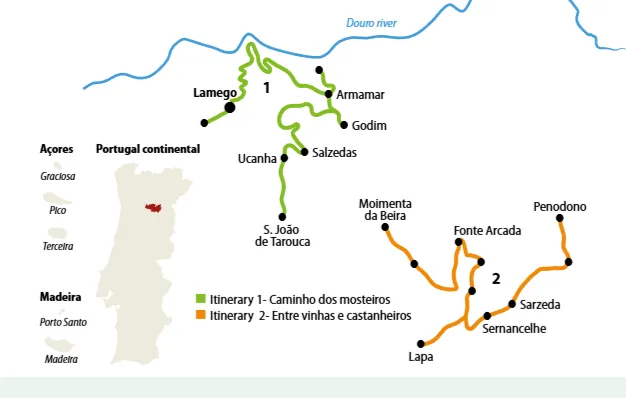 Douro river
Lamego
1
Armamar
Godim
Açores
Portugal continental
Ucanha
Salzedas
Graciosa
Pico
Terceira
S. João
de Tarouca
Moimenta
da Beira
Fonte Arcada
Penodono
2
Madeira
Itinerary 1- Caminho dos mosteiros
Itinerary 2- Entre vinhas e castanheiros
Porto Santo
Madeira
Sarzeda
Sernancelhe
Lapa